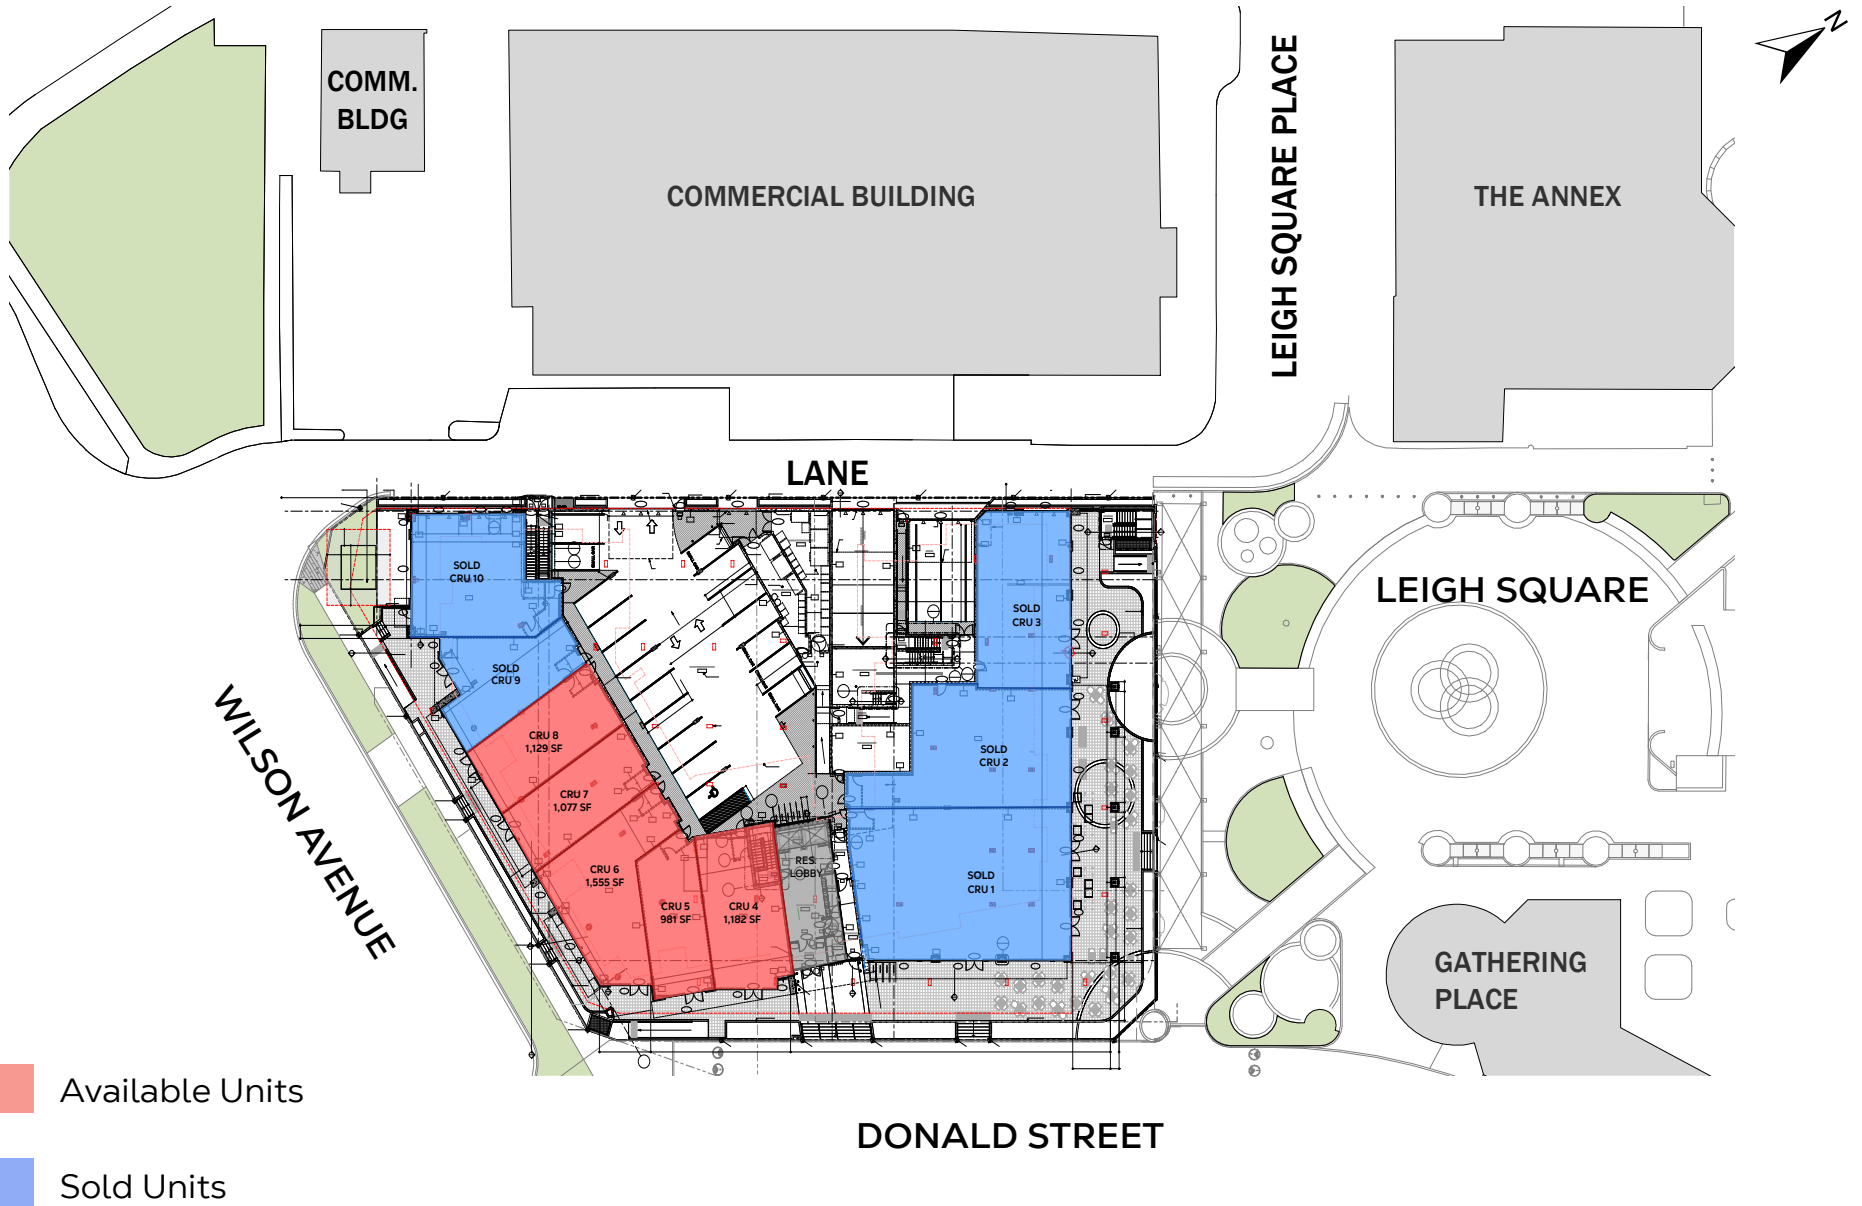 N
COMM.
BLDG
COMMERCIAL BUILDING
LEIGH SQUARE PLACE
THE ANNEX
LANE
SOLD
CRU 10
SOLD
CRU 9
CRU 8
1,129 SF
CRU 7
1,077 SF
CRU 6
1,555 SF
CRU 5
981 SF
CRU 4
1,182 SF
RES.
LOBBY
SOLD
CRU 3
SOLD
CRU 2
SOLD
CRU 1
LEIGH SQUARE
WILSON AVENUE
GATHERING
PLACE
DONALD STREET
Available Units
Sold Units